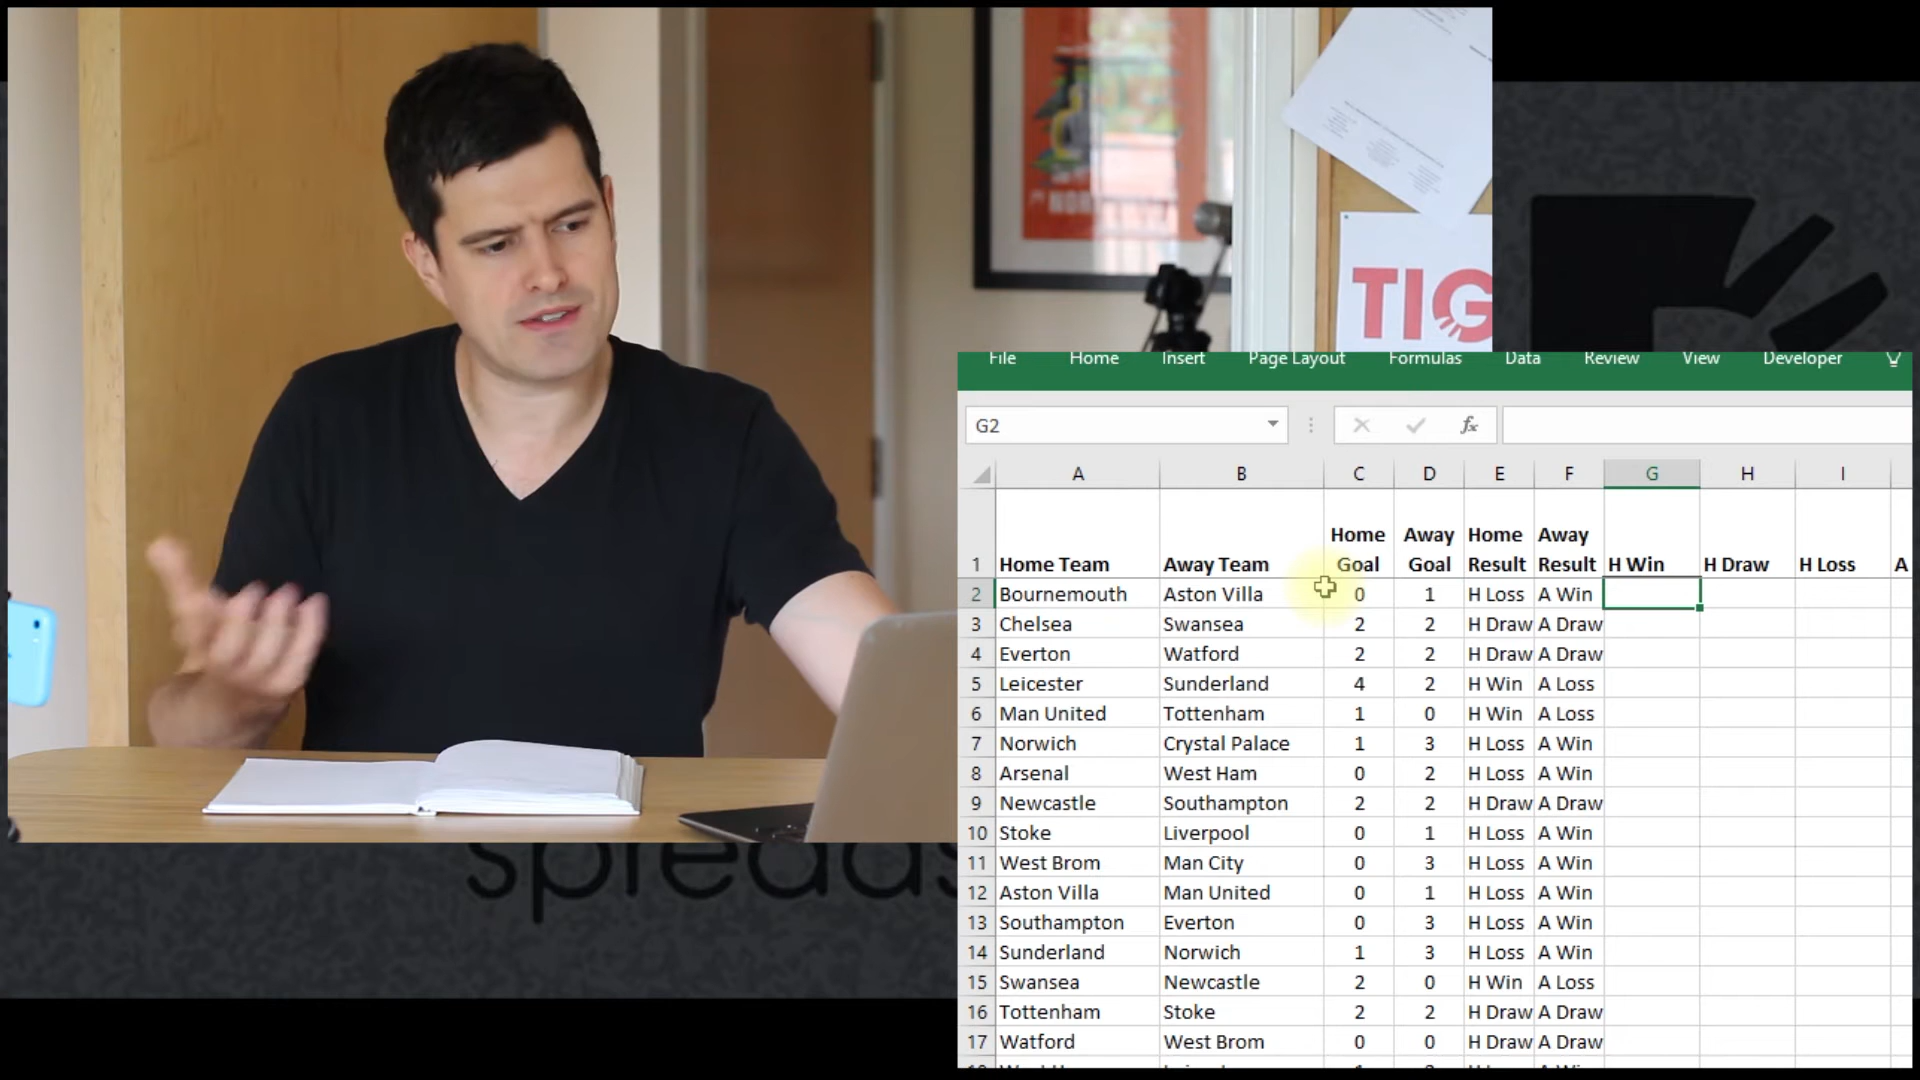 TIG
File Home Insert Page Layout Formulas Data Review View Developer
G2 fx
A B C D E F G H I
Home Away Home Away
1 Home Team Away Team Goal Goal Result Result H Win H Draw H Loss A
2 Bournemouth Aston Villa 0 1 H Loss A Win
3 Chelsea Swansea 2 2 H Draw A Draw
4 Everton Watford 2 2 H Draw A Draw
5 Leicester Sunderland 4 2 H Win A Loss
6 Man United Tottenham 1 0 H Win A Loss
7 Norwich Crystal Palace 1 3 H Loss A Win
8 Arsenal West Ham 0 2 H Loss A Win
9 Newcastle Southampton 2 2 H Draw A Draw
10 Stoke Liverpool 0 1 H Loss A Win
11 West Brom Man City 0 3 H Loss A Win
12 Aston Villa Man United 0 1 H Loss A Win
13 Southampton Everton 0 3 H Loss A Win
14 Sunderland Norwich 1 3 H Loss A Win
15 Swansea Newcastle 2 0 H Win A Loss
16 Tottenham Stoke 2 2 H Draw A Draw
17 Watford West Brom 0 0 H Draw A Draw
spreads